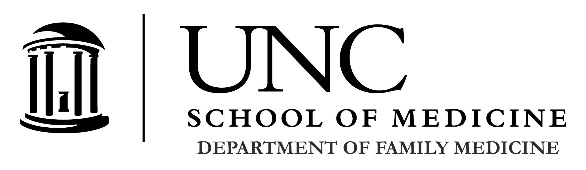 UNC
SCHOOL OF MEDICINE
DEPARTMENT OF FAMILY MEDICINE